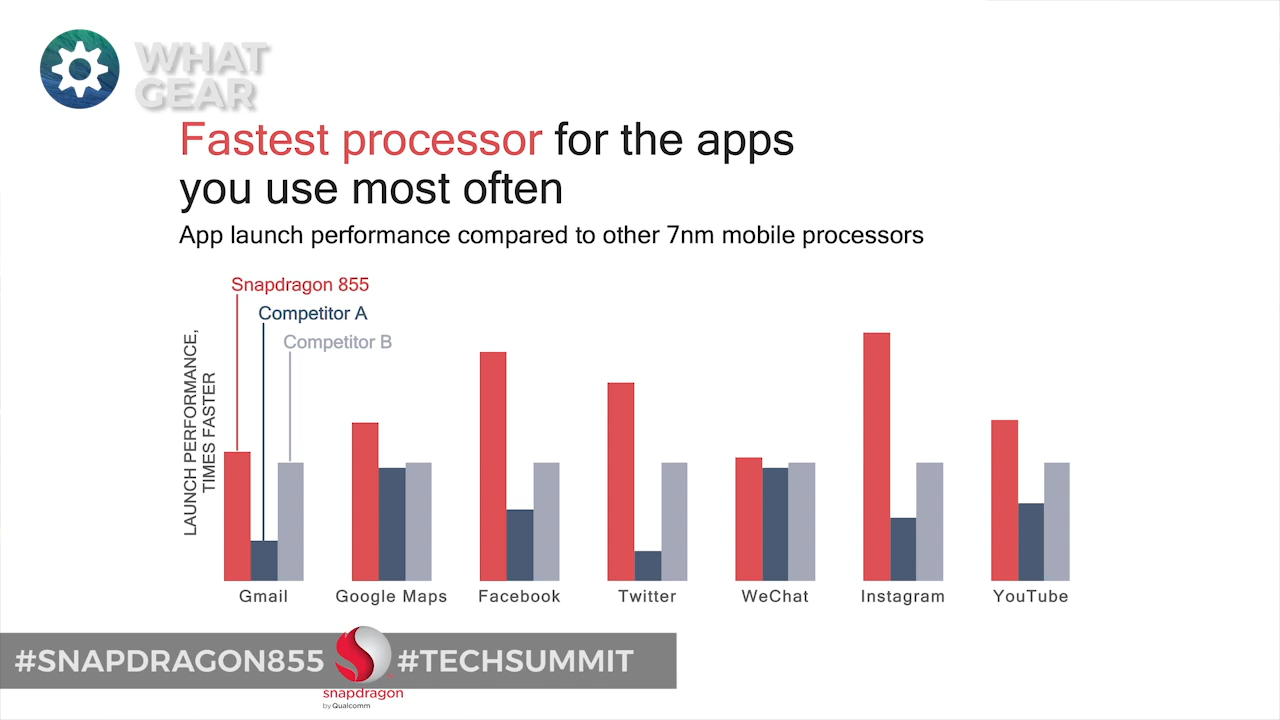 WHAT
GEAR
Fastest processor for the apps
you use most often
App launch performance compared to other 7nm mobile processors
Snapdragon 855
Competitor A
Competitor B
LAUNCH PERFORMANCE,
TIMES FASTER
Gmail
Google Maps
Facebook
Twitter
WeChat
Instagram
YouTube
#SNAPDRAGON855
#TECHSUMMIT
snapdragon
by Qualcomm